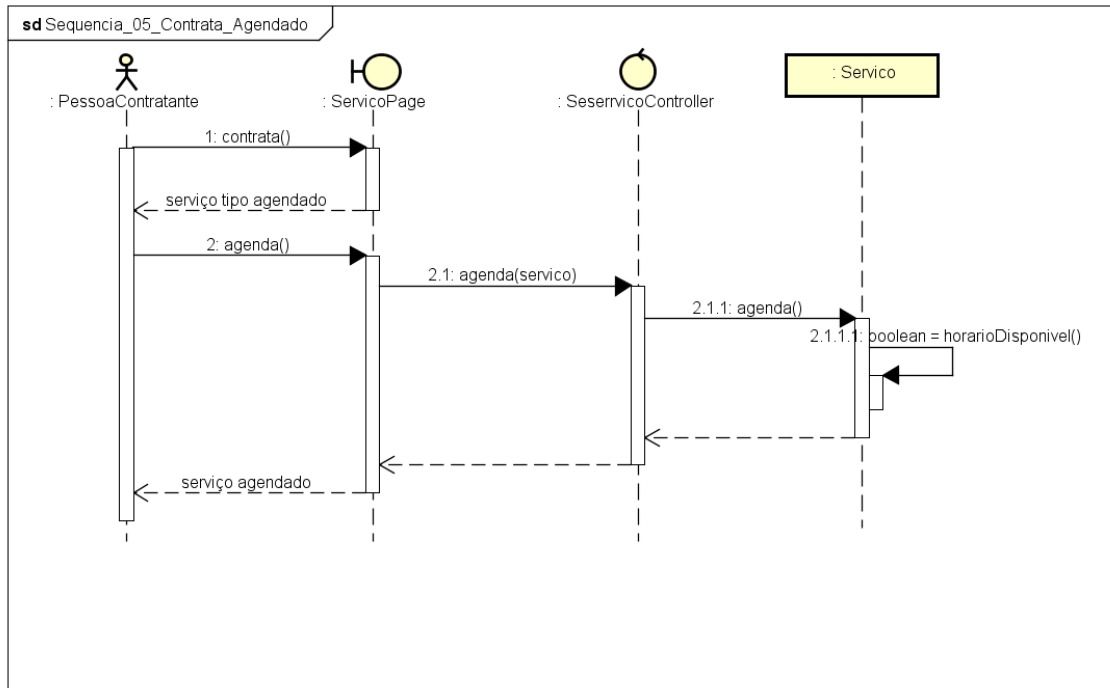 sd Sequencia_05_Contrata_Agendado
: PessoaContratante
: ServicoPage
: SeserrvicoController
: Servico
1: contrata()
serviço tipo agendado
2: agenda()
2.1: agenda(servico)
2.1.1: agenda()
2.1.1.1: boolean = horarioDisponivel()
serviço agendado